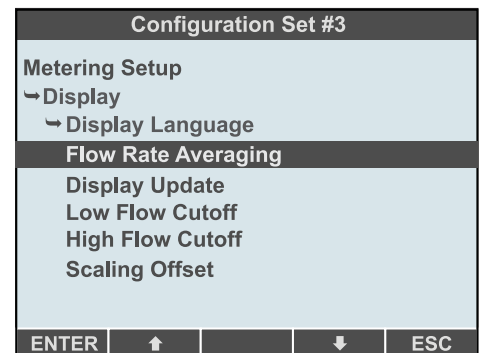 Configuration Set #3
Metering Setup
➥Display
➥Display Language
Flow Rate Averaging
Display Update
Low Flow Cutoff
High Flow Cutoff
Scaling Offset
ENTER ⬆ ⬇ ESC